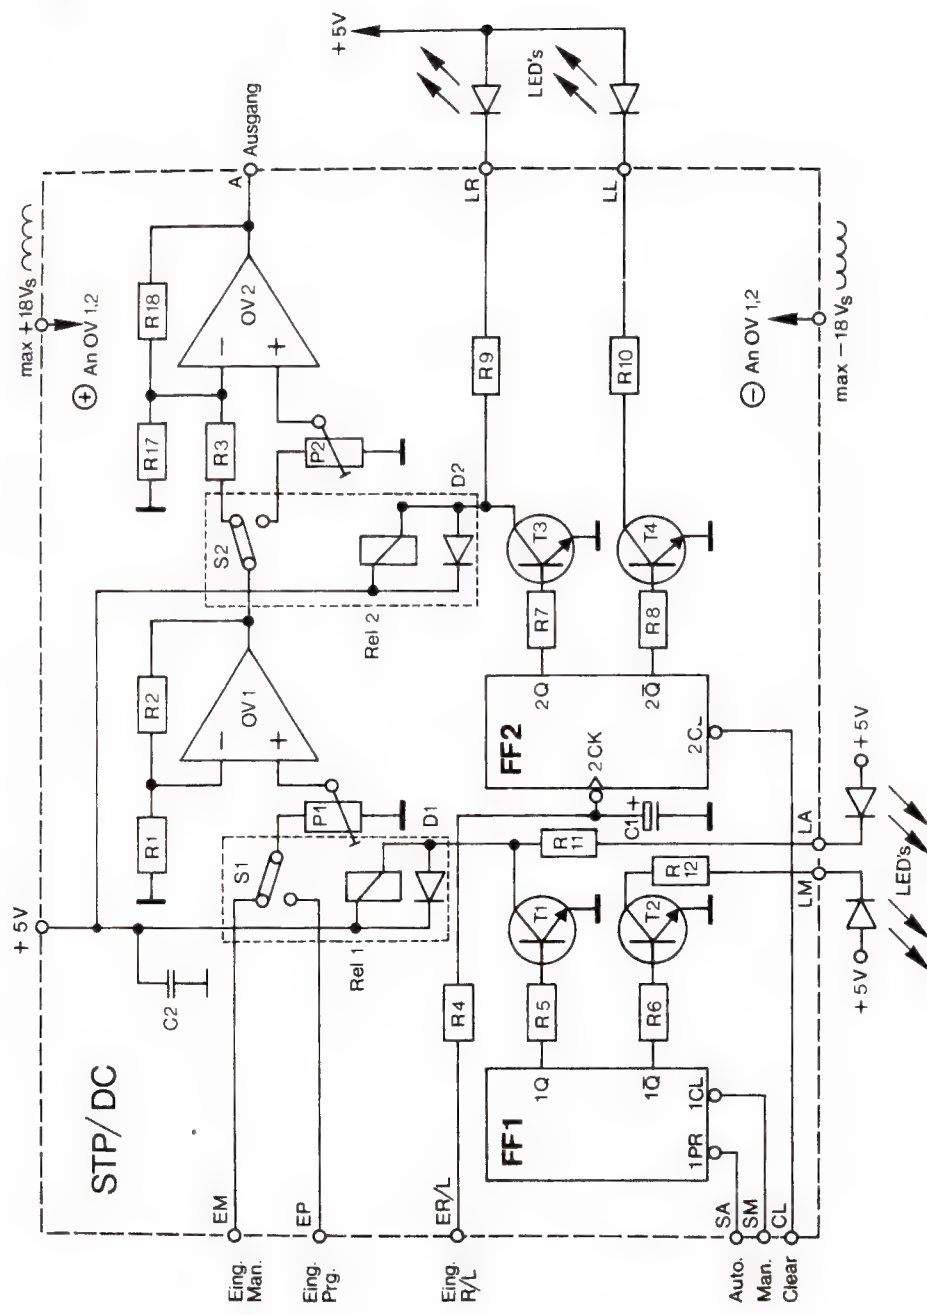 STP/DC
+ 5V
max +18Vs
⊕ An OV 1,2
Eing. Man.
EM
Eing. Prg.
EP
Eing. R/L
ER/L
Auto.
SA
Man.
SM
Clear
CL
C2
S1
Rel 1
D1
P1
R1
R2
OV1
−
+
S2
Rel 2
D2
P2
R17
R3
R18
OV2
−
+
A
Ausgang
R4
FF1
1PR
1CL
1Q
1Q̅
R5
R6
T1
T2
R 11
R 12
C1
+
FF2
2CK
2CL
2Q
2Q̅
R7
R8
T3
T4
R9
R10
LR
LL
+5V
LED's
⊖ An OV 1,2
max −18Vs
LM
LA
+5V
+5V
LED's